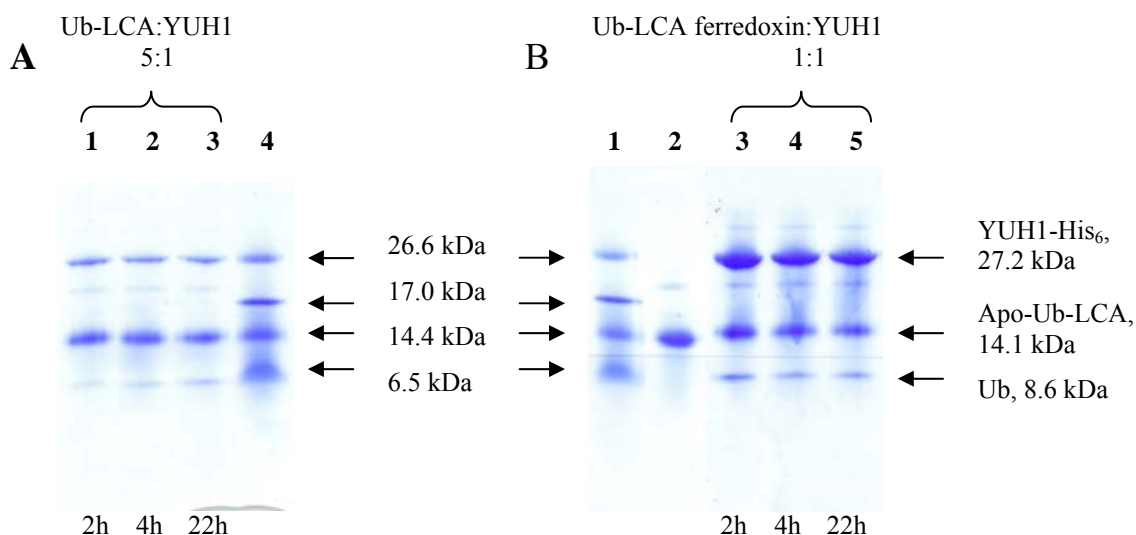 Ub-LCA:YUH1
5:1
A
1 2 3 4
2h 4h 22h
26.6 kDa
17.0 kDa
14.4 kDa
6.5 kDa
Ub-LCA ferredoxin:YUH1
1:1
B
1 2 3 4 5
2h 4h 22h
YUH1-His₆,
27.2 kDa
Apo-Ub-LCA,
14.1 kDa
Ub, 8.6 kDa